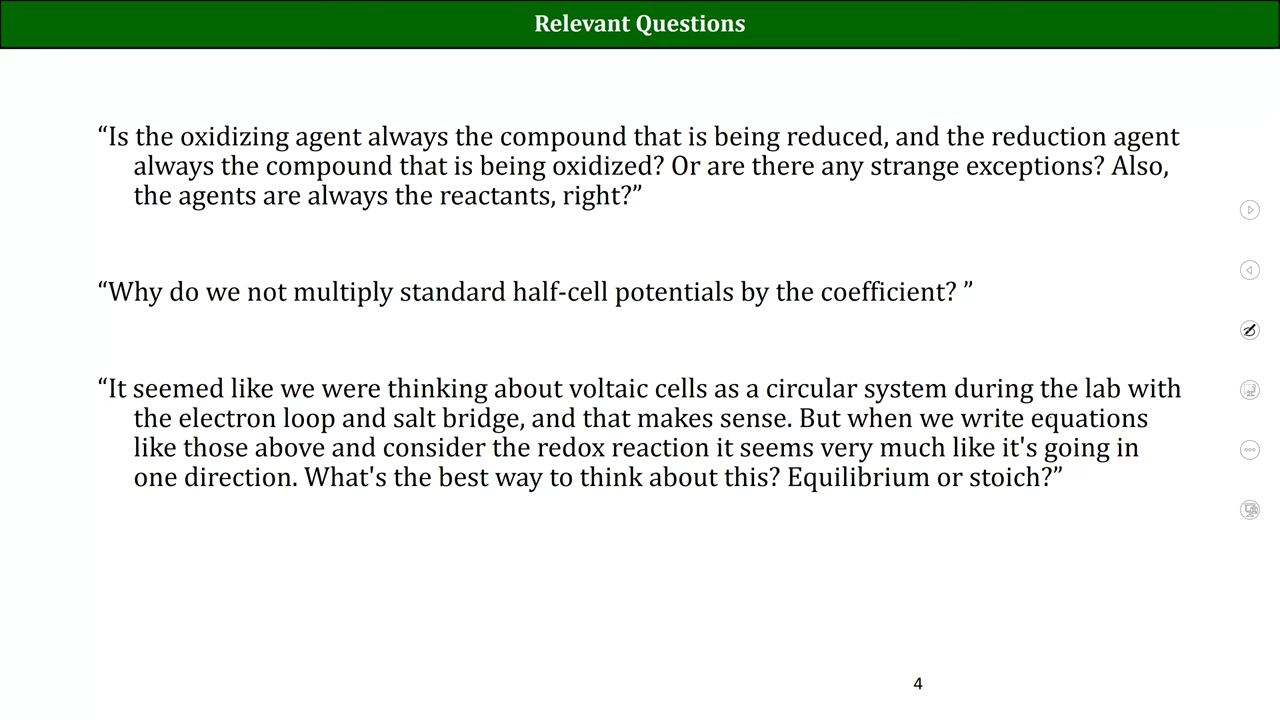 Relevant Questions
“Is the oxidizing agent always the compound that is being reduced, and the reduction agent
always the compound that is being oxidized? Or are there any strange exceptions? Also,
the agents are always the reactants, right?”
“Why do we not multiply standard half-cell potentials by the coefficient? ”
“It seemed like we were thinking about voltaic cells as a circular system during the lab with
the electron loop and salt bridge, and that makes sense. But when we write equations
like those above and consider the redox reaction it seems very much like it's going in
one direction. What's the best way to think about this? Equilibrium or stoich?”
4